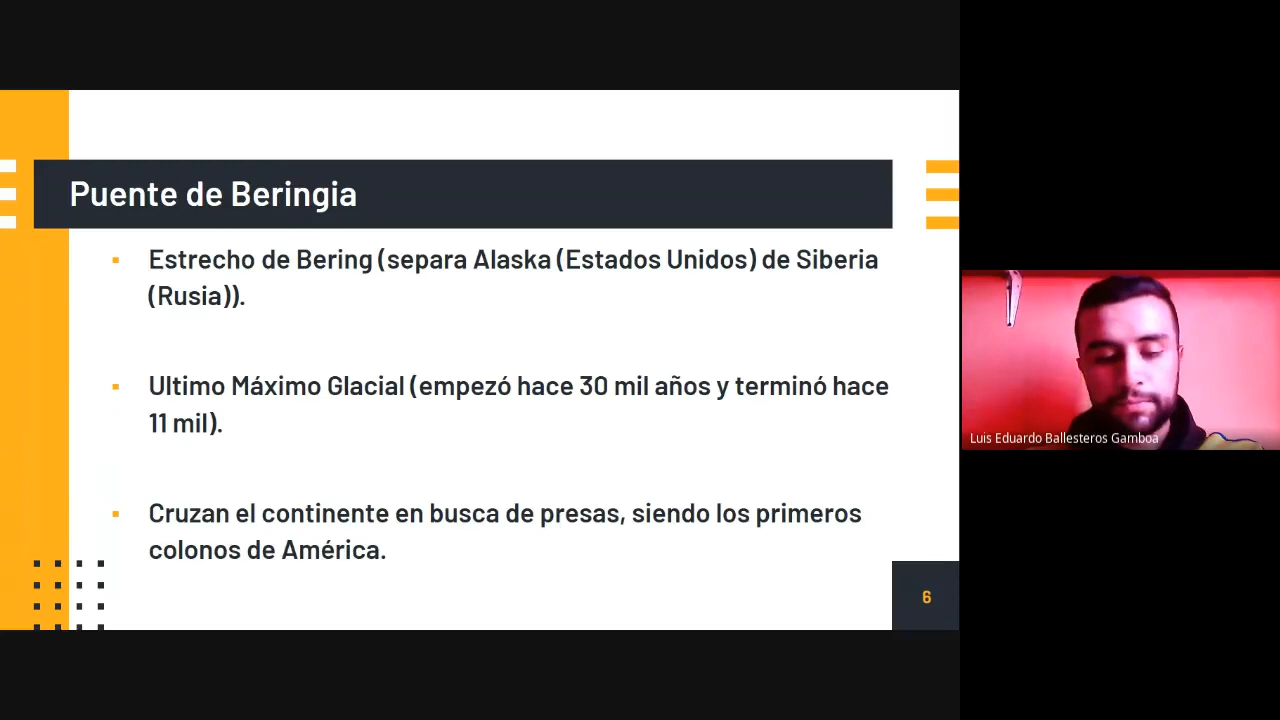 Puente de Beringia
Estrecho de Bering (separa Alaska (Estados Unidos) de Siberia
(Rusia)).
Ultimo Máximo Glacial (empezó hace 30 mil años y terminó hace
11 mil).
Cruzan el continente en busca de presas, siendo los primeros
colonos de América.
6
Luis Eduardo Ballesteros Gamboa